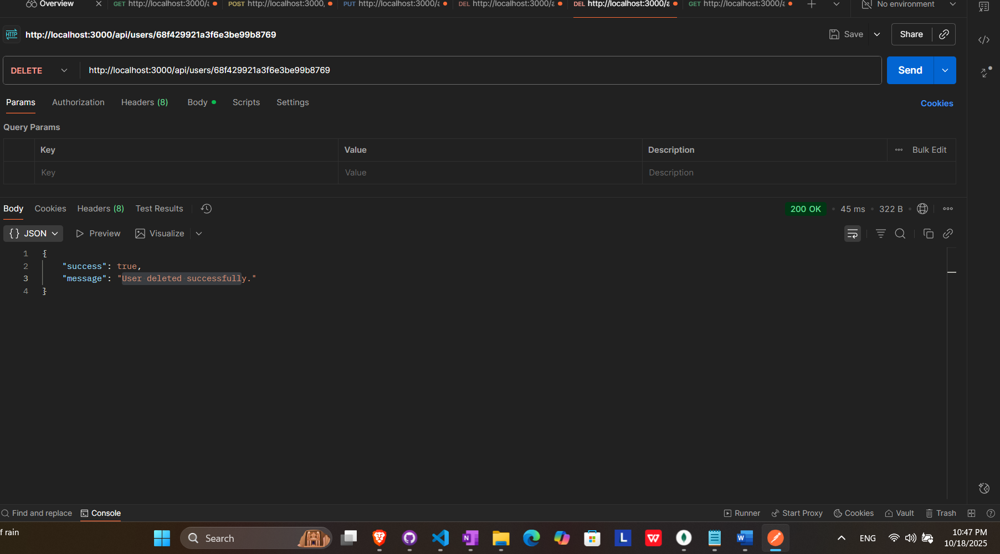 Overview
GET http://localhost:3000/a
POST http://localhost:3000,
PUT http://localhost:3000/a
DEL http://localhost:3000/a
DEL http://localhost:3000/a
GET http://localhost:3000/a
No environment
HTTP http://localhost:3000/api/users/68f429921a3f6e3be99b8769
Save
Share
DELETE
http://localhost:3000/api/users/68f429921a3f6e3be99b8769
Send
Params
Authorization
Headers (8)
Body
Scripts
Settings
Cookies
Query Params
Key
Value
Description
Bulk Edit
Key
Value
Description
Body
Cookies
Headers (8)
Test Results
200 OK
45 ms
322 B
{} JSON
Preview
Visualize
1 {
2 "success": true,
3 "message": "User deleted successfully."
4 }
Find and replace
Console
Runner
Start Proxy
Cookies
Vault
Trash
f rain
Search
N
L
W
W
ENG
10:47 PM
10/18/2025